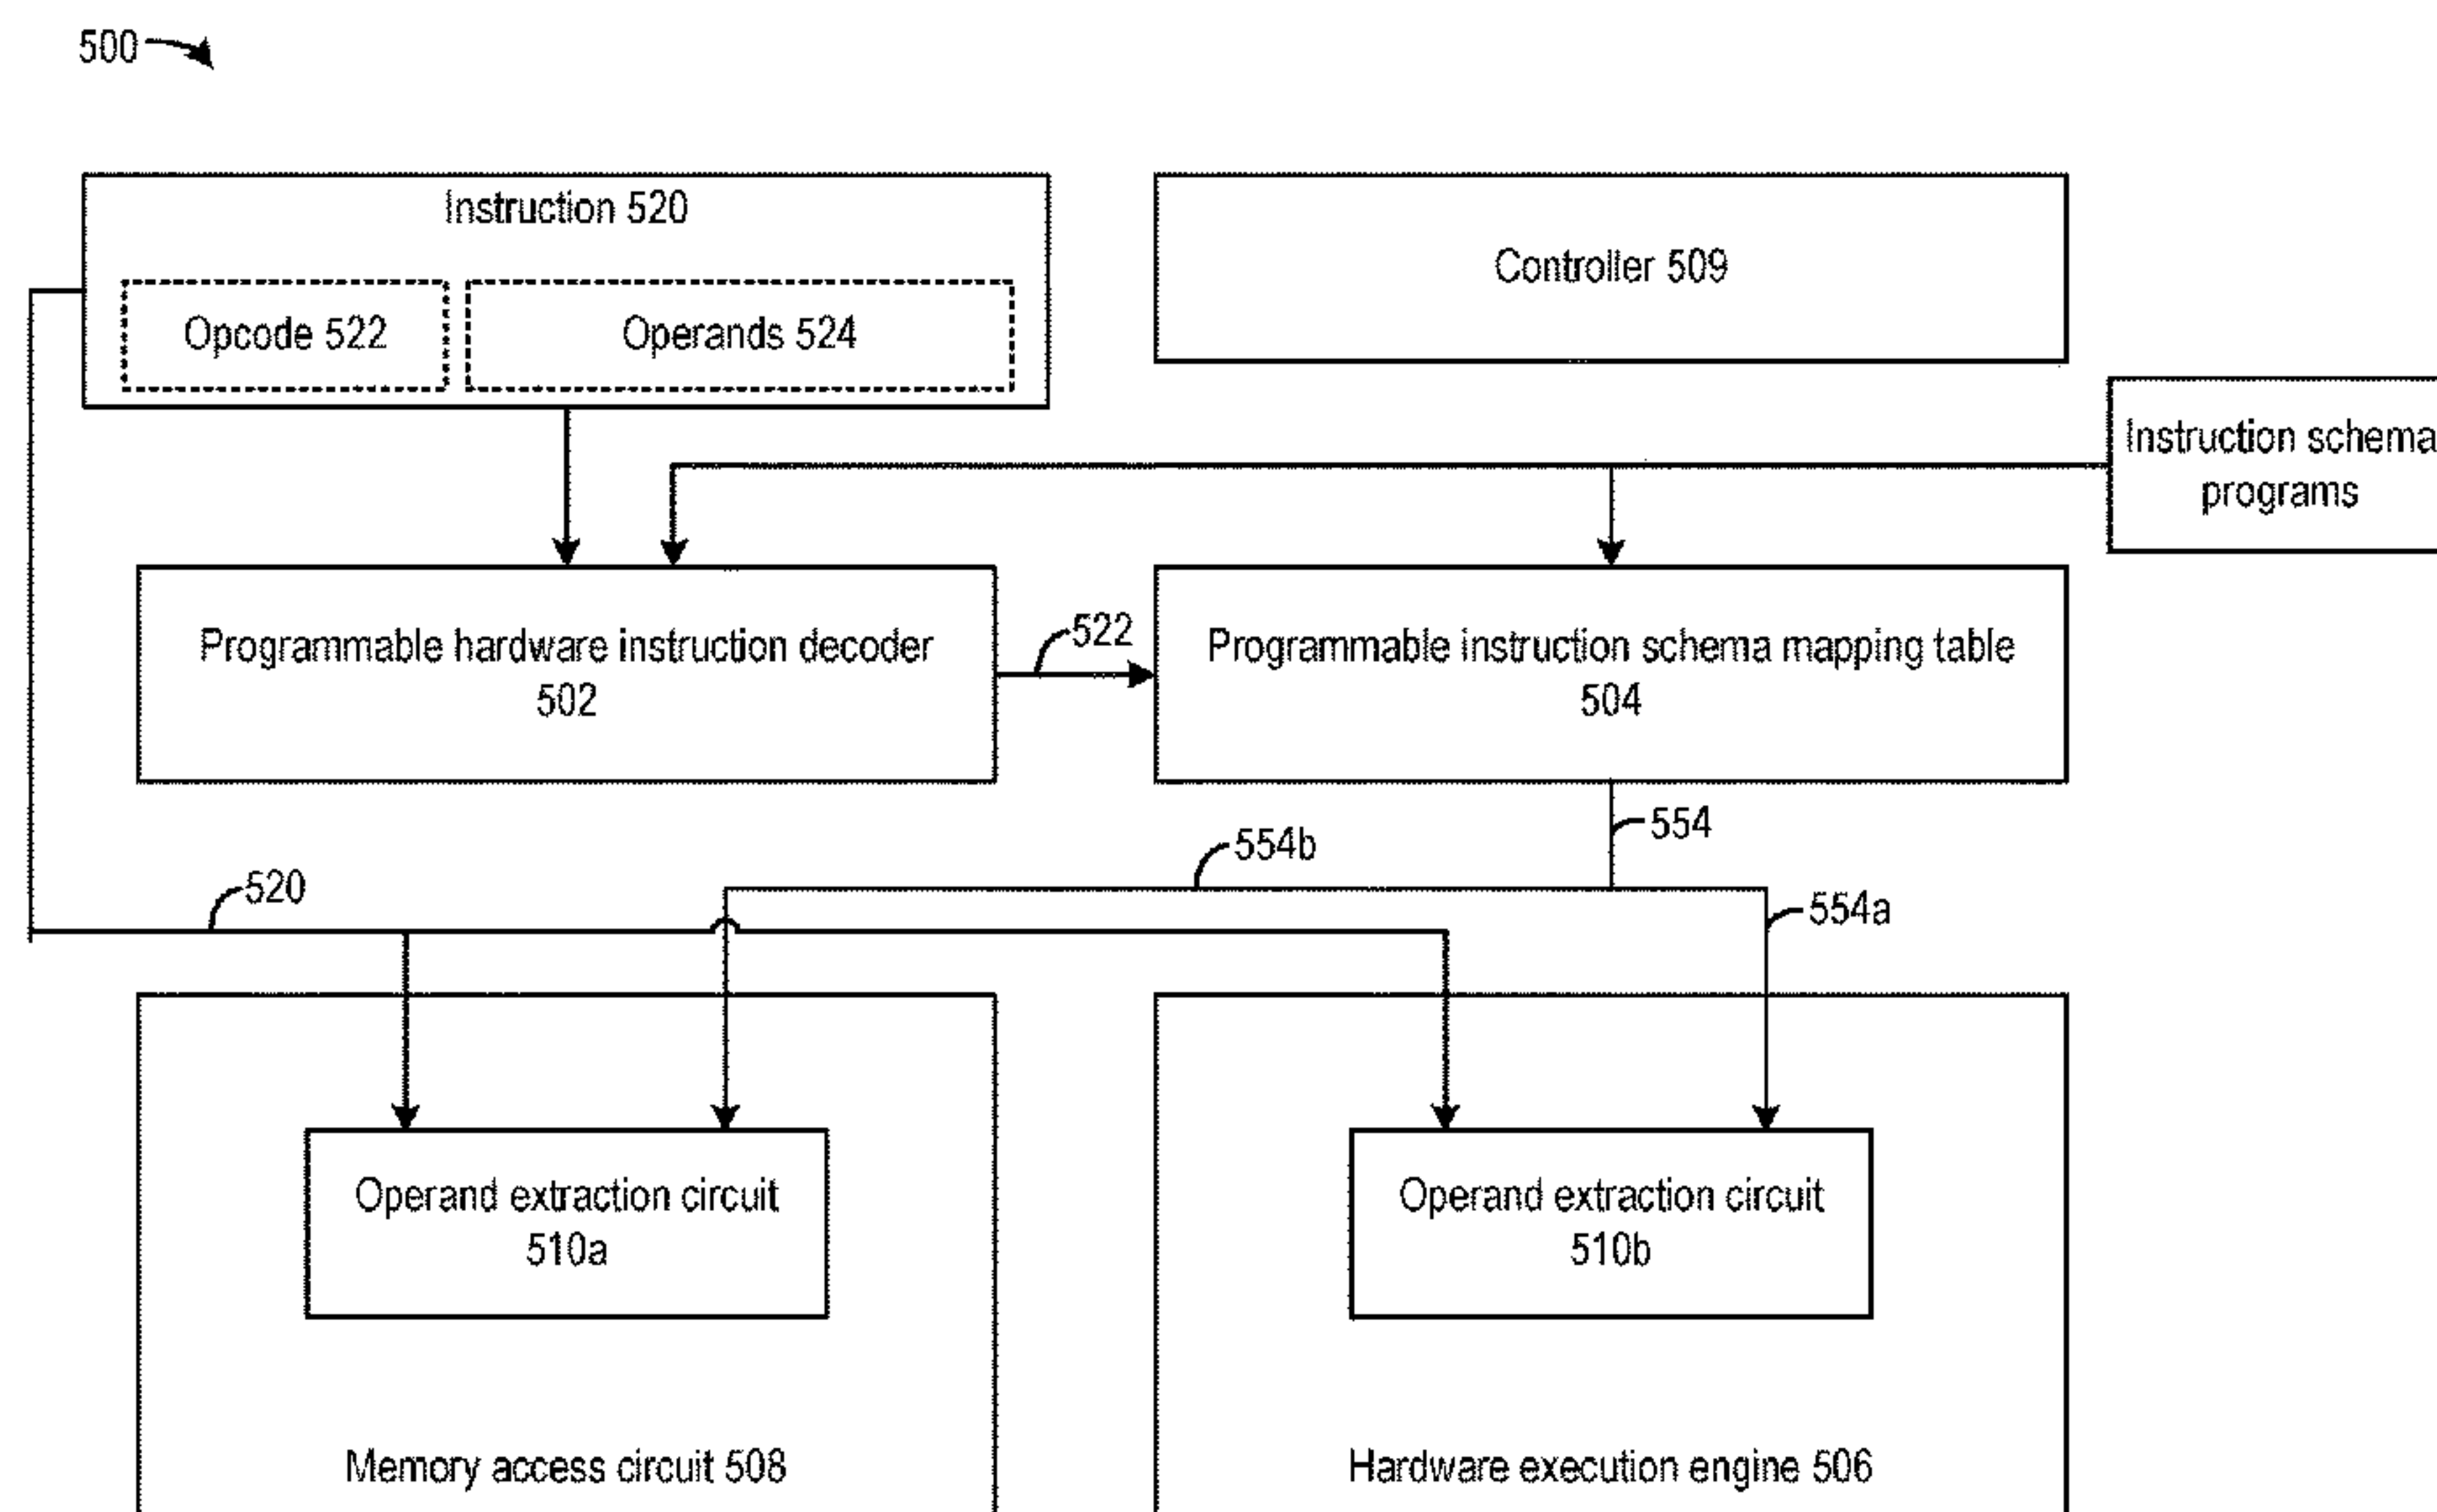 500
Instruction 520
Opcode 522
Operands 524
Controller 509
Instruction schema
programs
Programmable hardware instruction decoder
502
522
Programmable instruction schema mapping table
504
554
554b
520
554a
Operand extraction circuit
510a
Operand extraction circuit
510b
Memory access circuit 508
Hardware execution engine 506